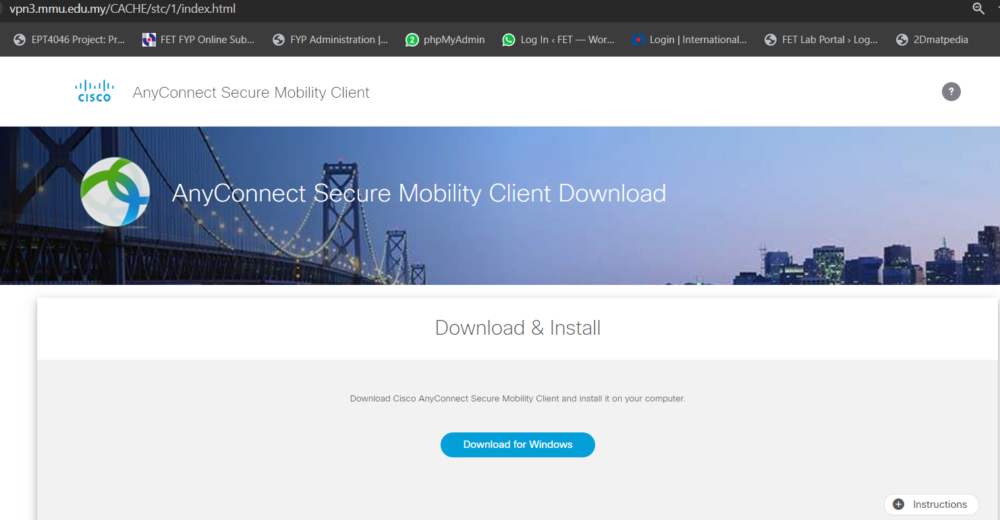 vpn3.mmu.edu.my/CACHE/stc/1/index.html
EPT4046 Project: Pr... FET FYP Online Sub... FYP Administration |... 2 phpMyAdmin Log In ‹ FET — Wor... Login | International... FET Lab Portal › Log... 2Dmatpedia
CISCO AnyConnect Secure Mobility Client ?
AnyConnect Secure Mobility Client Download
Download & Install
Download Cisco AnyConnect Secure Mobility Client and install it on your computer.
Download for Windows
Instructions